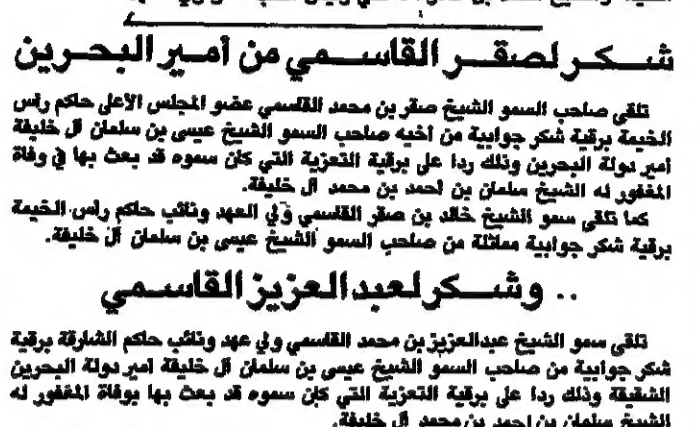 شكر لصقر القاسمي من أمير البحرين
تلقى صاحب السمو الشيخ صقر بن محمد القاسمي عضو المجلس الأعلى حاكم رأس
الخيمة برقية شكر جوابية من أخيه صاحب السمو الشيخ عيسى بن سلمان آل خليفة
أمير دولة البحرين وذلك ردا على برقية التعزية التي كان سموه قد بعث بها في وفاة
المغفور له الشيخ سلمان بن أحمد بن محمد آل خليفة.
كما تلقى سمو الشيخ خالد بن صقر القاسمي ولي العهد ونائب حاكم رأس الخيمة
برقية شكر جوابية مماثلة من صاحب السمو الشيخ عيسى بن سلمان آل خليفة.
.. وشكر لعبدالعزيز القاسمي
تلقى سمو الشيخ عبدالعزيز بن محمد القاسمي ولي عهد ونائب حاكم الشارقة برقية
شكر جوابية من صاحب السمو الشيخ عيسى بن سلمان آل خليفة أمير دولة البحرين
الشقيقة وذلك ردا على برقية التعزية التي كان سموه قد بعث بها بوفاة المغفور له
الشيخ سلمان بن احمد بن محمد آل خليفة.